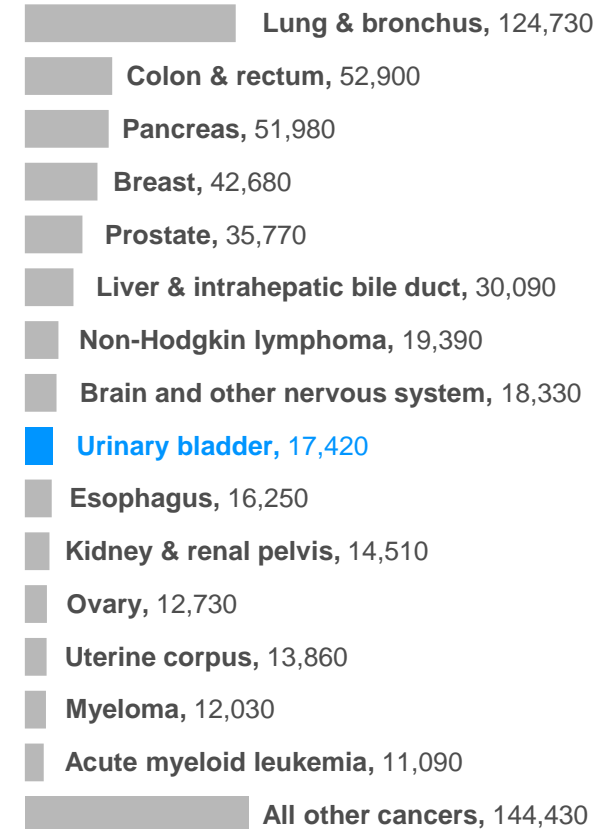 Lung & bronchus, 124,730
Colon & rectum, 52,900
Pancreas, 51,980
Breast, 42,680
Prostate, 35,770
Liver & intrahepatic bile duct, 30,090
Non-Hodgkin lymphoma, 19,390
Brain and other nervous system, 18,330
Urinary bladder, 17,420
Esophagus, 16,250
Kidney & renal pelvis, 14,510
Ovary, 12,730
Uterine corpus, 13,860
Myeloma, 12,030
Acute myeloid leukemia, 11,090
All other cancers, 144,430